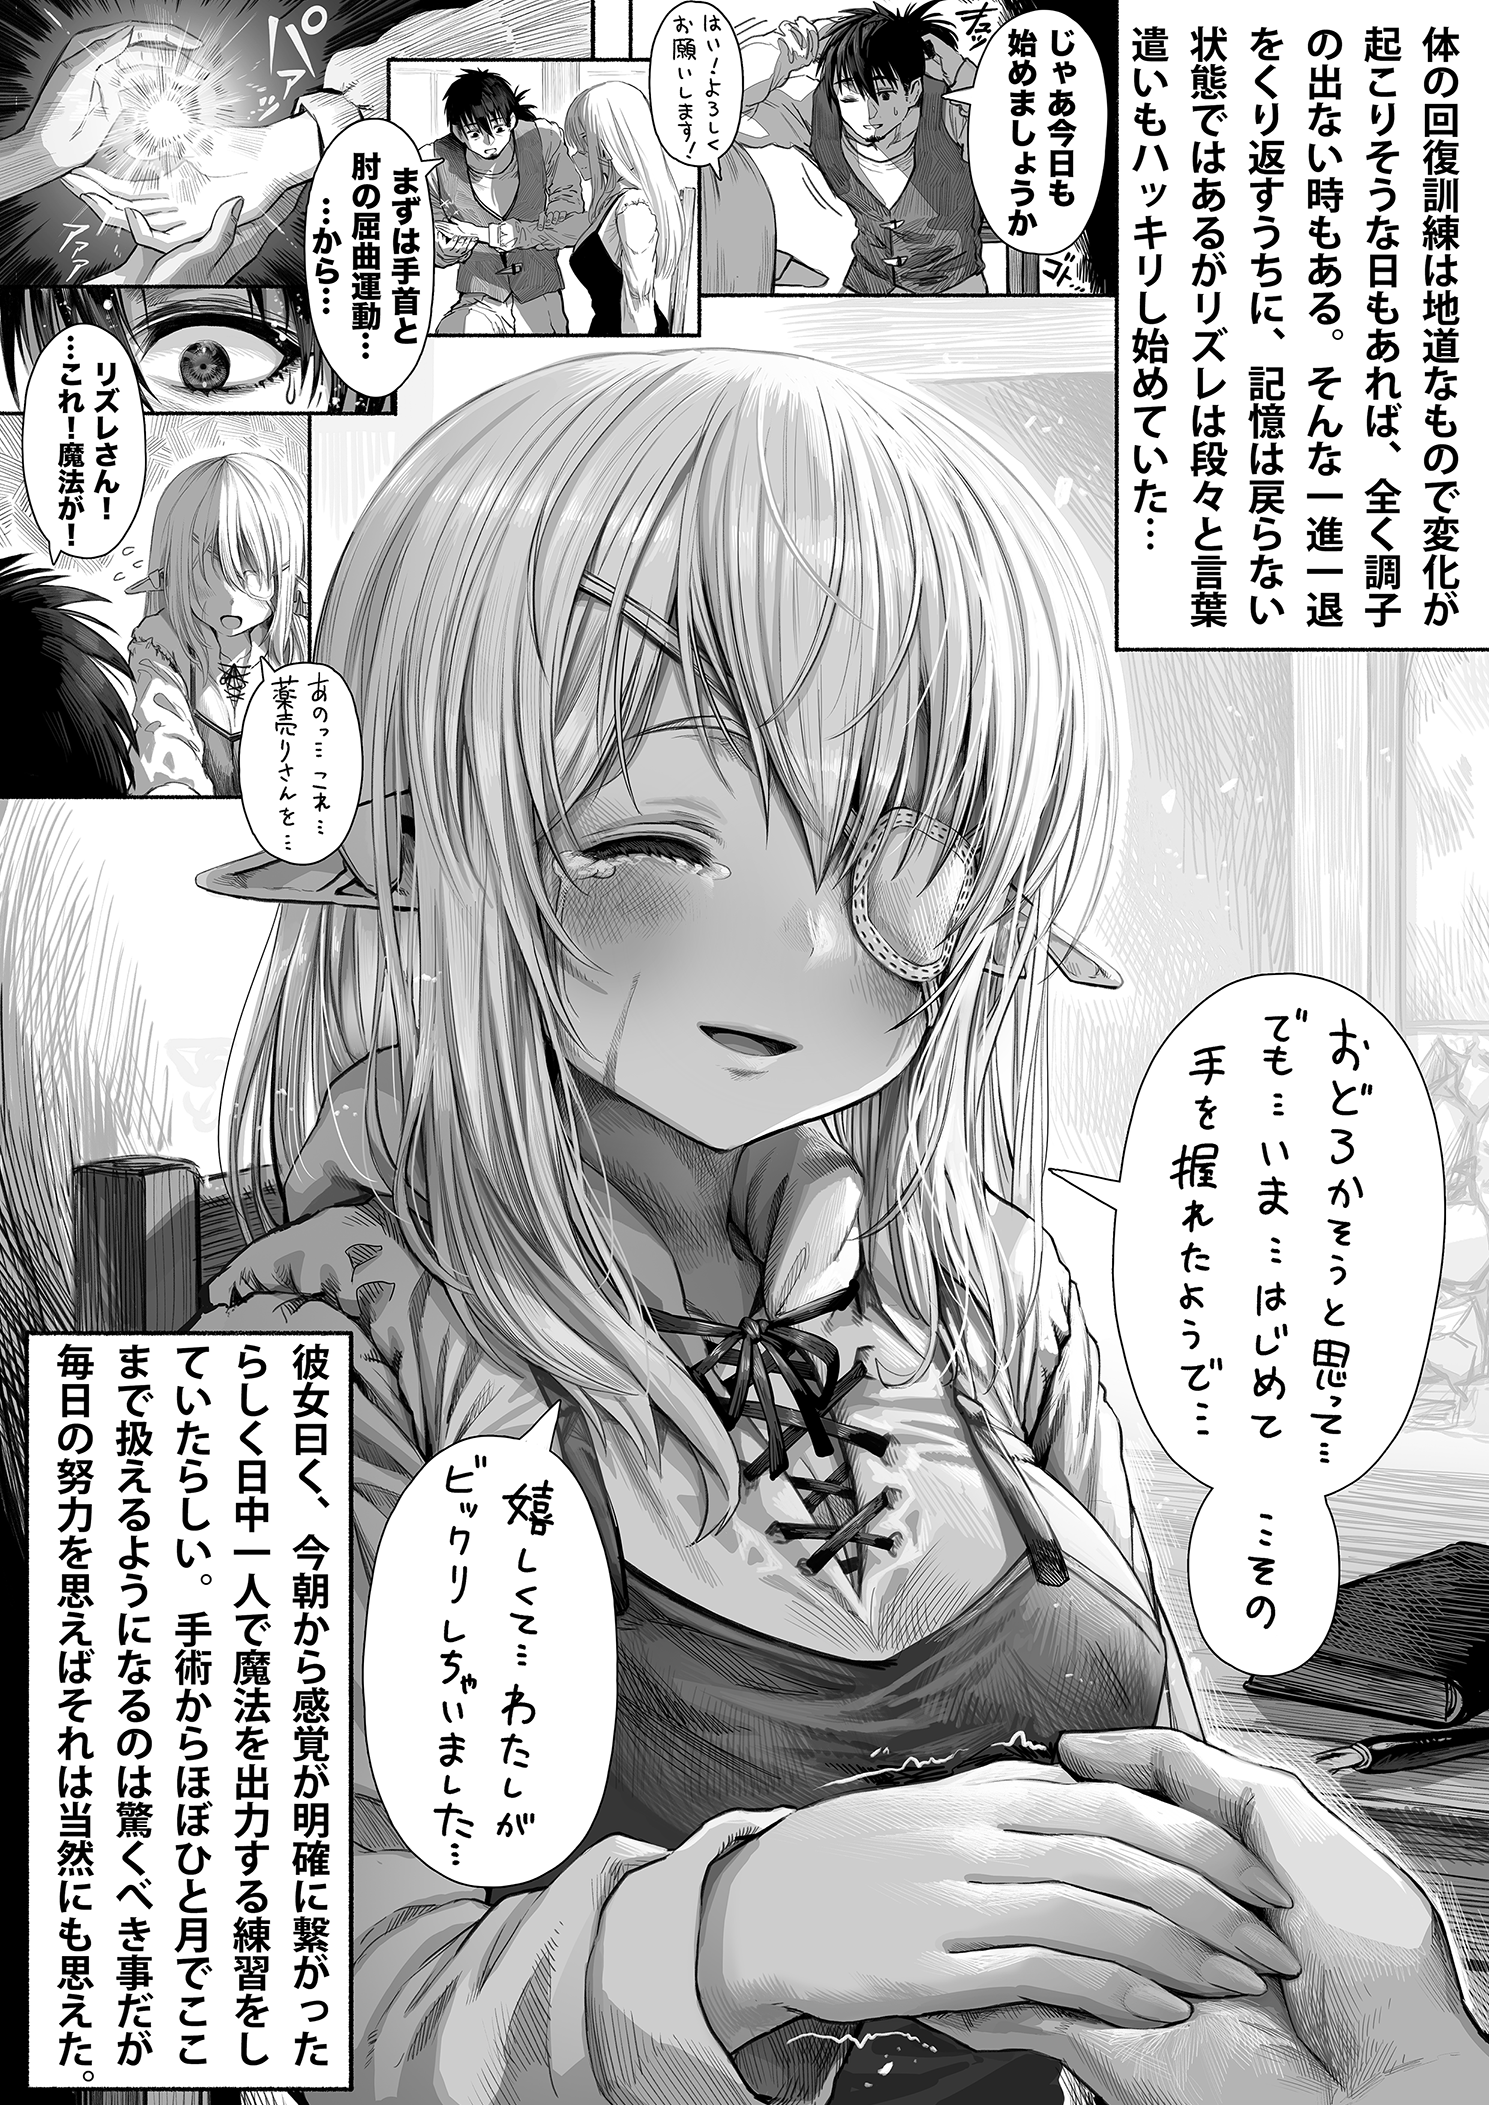 体の回復訓練は地道なもので変化が
起こりそうな日もあれば、全く調子
の出ない時もある。そんな一進一退
をくり返すうちに、記憶は戻らない
状態ではあるがリズレは段々と言葉
遣いもハッキリし始めていた…
じゃあ今日も
始めましょうか
はい!よろしく
お願いします!
まずは手首と
肘の屈曲運動…
…から…
パァァ
アァァ
リズレさん!
…これ!魔法が!
あのっ…これ…
薬売りさんを…
おどろかそうと思って…
でも…いま…はじめて
手を握れたようで…
…その
嬉しくて…わたしが
ビックリしちゃいました…
彼女曰く、今朝から感覚が明確に繋がった
らしく日中一人で魔法を出力する練習をし
ていたらしい。手術からほぼひと月でここ
まで扱えるようになるのは驚くべき事だが
毎日の努力を思えばそれは当然にも思えた。